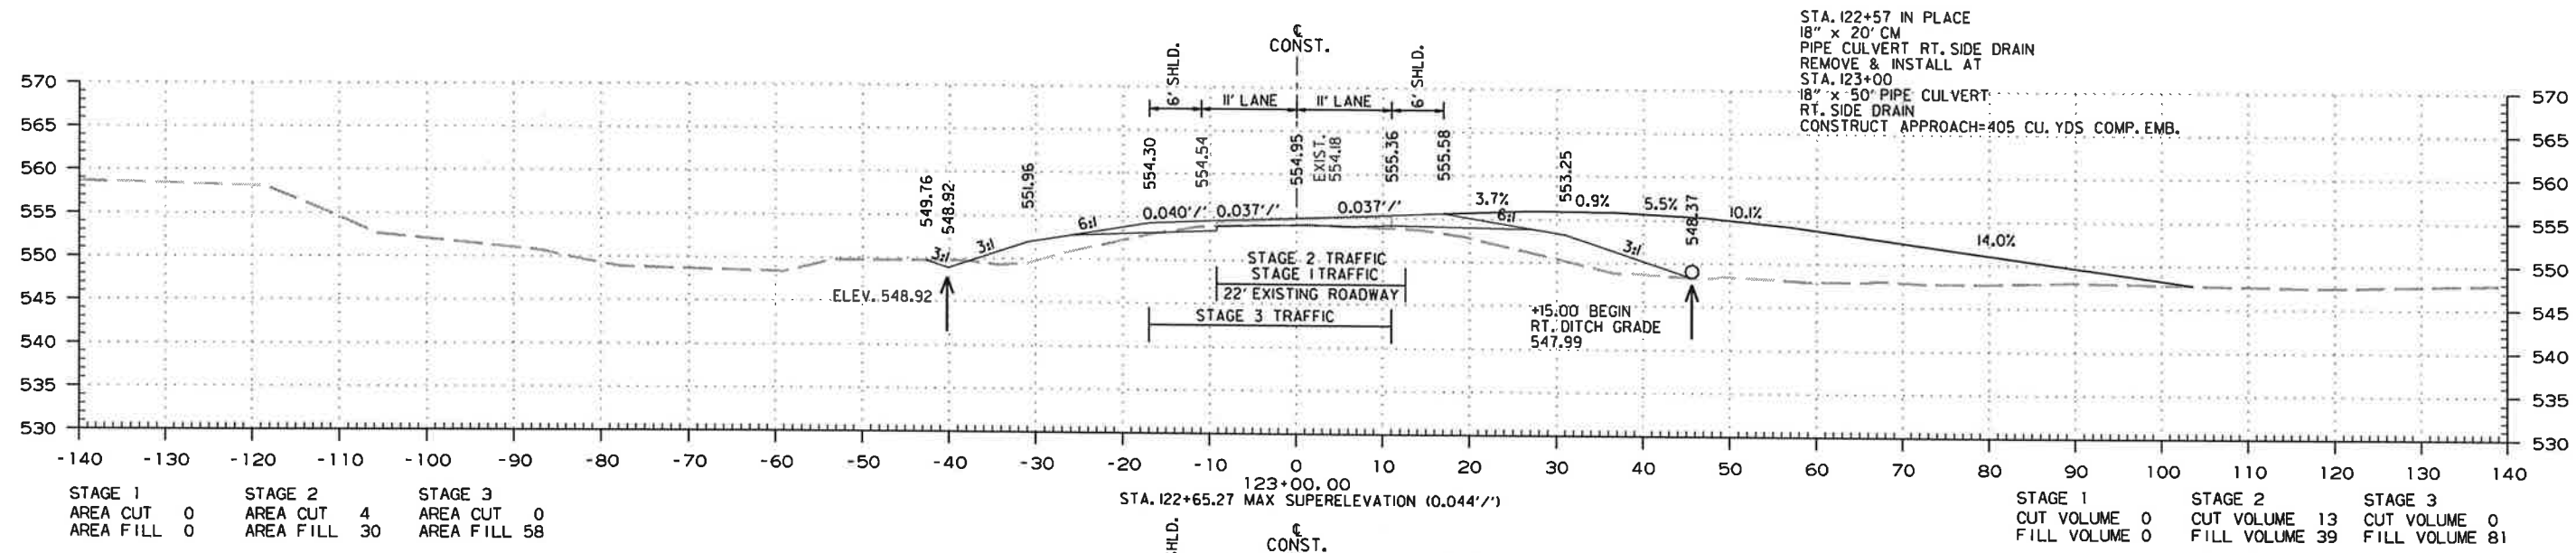 STA. 122+57 IN PLACE
18" x 20' CM
PIPE CULVERT RT. SIDE DRAIN
REMOVE & INSTALL AT
STA. 123+00
18" x 50' PIPE CULVERT
RT. SIDE DRAIN
CONSTRUCT APPROACH=405 CU. YDS COMP. EMB.
℄
CONST.
6' SHLD.
11' LANE
11' LANE
6' SHLD.
570
565
560
555
550
545
540
535
530
570
565
560
555
550
545
540
535
530
549.76
548.92
551.96
554.30
554.54
554.95
EXIST.
554.18
555.36
555.58
553.25
548.37
3:1
3:1
6:1
0.040'/'
0.037'/'
0.037'/'
3.7%
6:1
0.9%
3:1
5.5%
10.1%
14.0%
ELEV. 548.92
STAGE 2 TRAFFIC
STAGE 1 TRAFFIC
22' EXISTING ROADWAY
STAGE 3 TRAFFIC
+15.00 BEGIN
RT. DITCH GRADE
547.99
-140 -130 -120 -110 -100 -90 -80 -70 -60 -50 -40 -30 -20 -10 0 10 20 30 40 50 60 70 80 90 100 110 120 130 140
123+00.00
STA. 122+65.27 MAX SUPERELEVATION (0.044'/')
STAGE 1
AREA CUT 0
AREA FILL 0
STAGE 2
AREA CUT 4
AREA FILL 30
STAGE 3
AREA CUT 0
AREA FILL 58
STAGE 1
CUT VOLUME 0
FILL VOLUME 0
STAGE 2
CUT VOLUME 13
FILL VOLUME 39
STAGE 3
CUT VOLUME 0
FILL VOLUME 81
HLD.
℄
CONST.